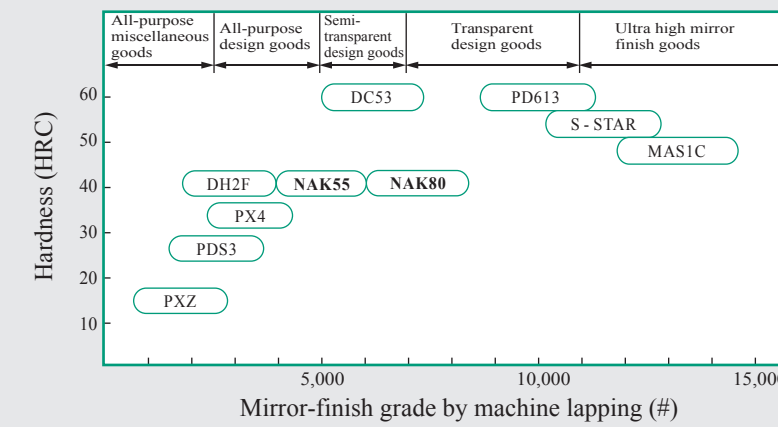 All-purpose
miscellaneous
goods
All-purpose
design goods
Semi-
transparent
design goods
Transparent
design goods
Ultra high mirror
finish goods
Hardness (HRC)
60
50
40
30
20
10
DC53
PD613
S - STAR
MAS1C
DH2F
NAK55
NAK80
PX4
PDS3
PXZ
5,000
10,000
15,000
Mirror-finish grade by machine lapping (#)